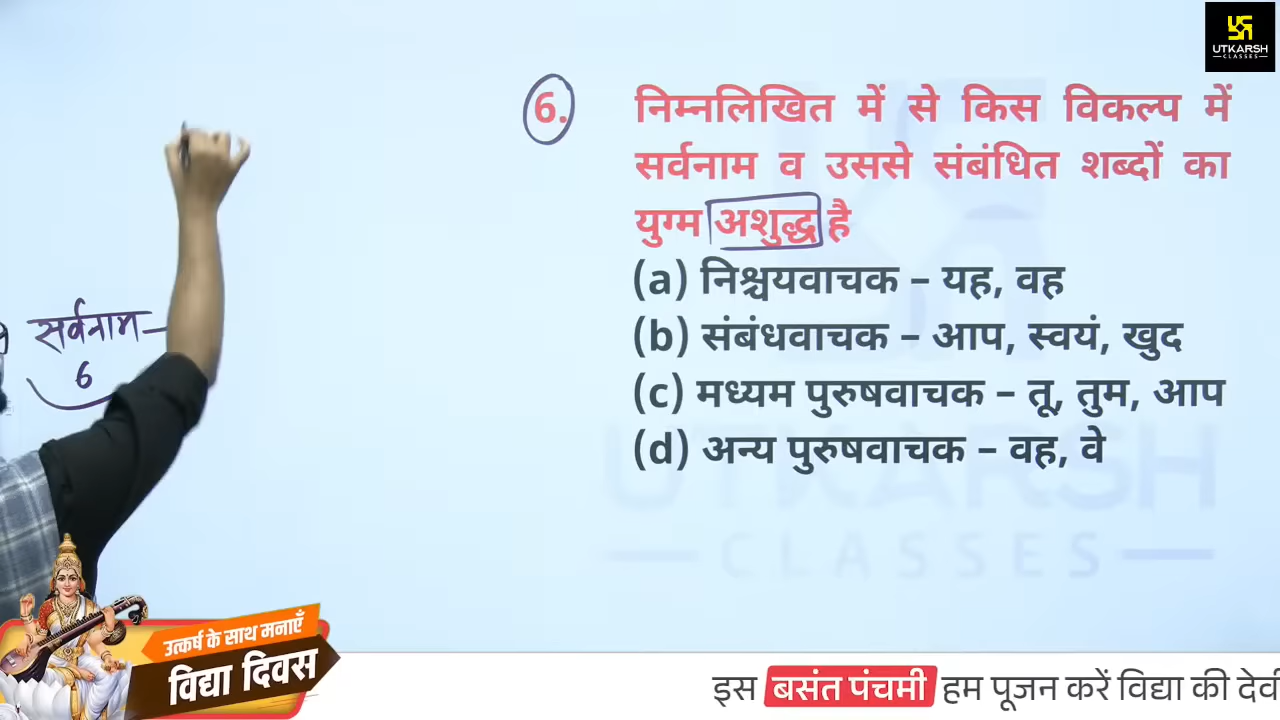 UTKARSH
CLASSES
6. निम्नलिखित में से किस विकल्प में
सर्वनाम व उससे संबंधित शब्दों का
युग्म अशुद्ध है
(a) निश्चयवाचक – यह, वह
(b) संबंधवाचक – आप, स्वयं, खुद
(c) मध्यम पुरुषवाचक – तू, तुम, आप
(d) अन्य पुरुषवाचक – वह, वे
सर्वनाम –
6
UTKARSH
CLASSES
उत्कर्ष के साथ मनाएँ
विद्या दिवस
इस बसंत पंचमी हम पूजन करें विद्या की देवी